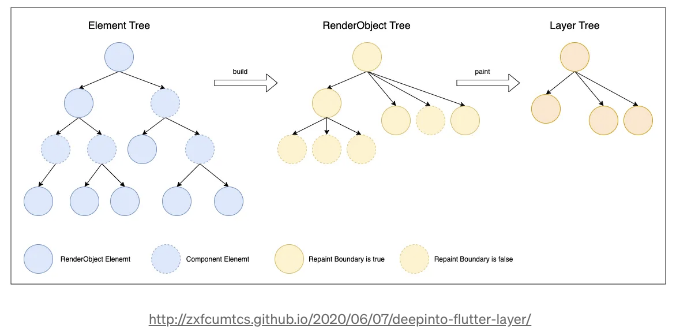 Element Tree
RenderObject Tree
Layer Tree
build
paint
RenderObject Elenemt
Component Elenemt
Repaint Boundary is true
Repaint Boundary is false
http://zxfcumtcs.github.io/2020/06/07/deepinto-flutter-layer/